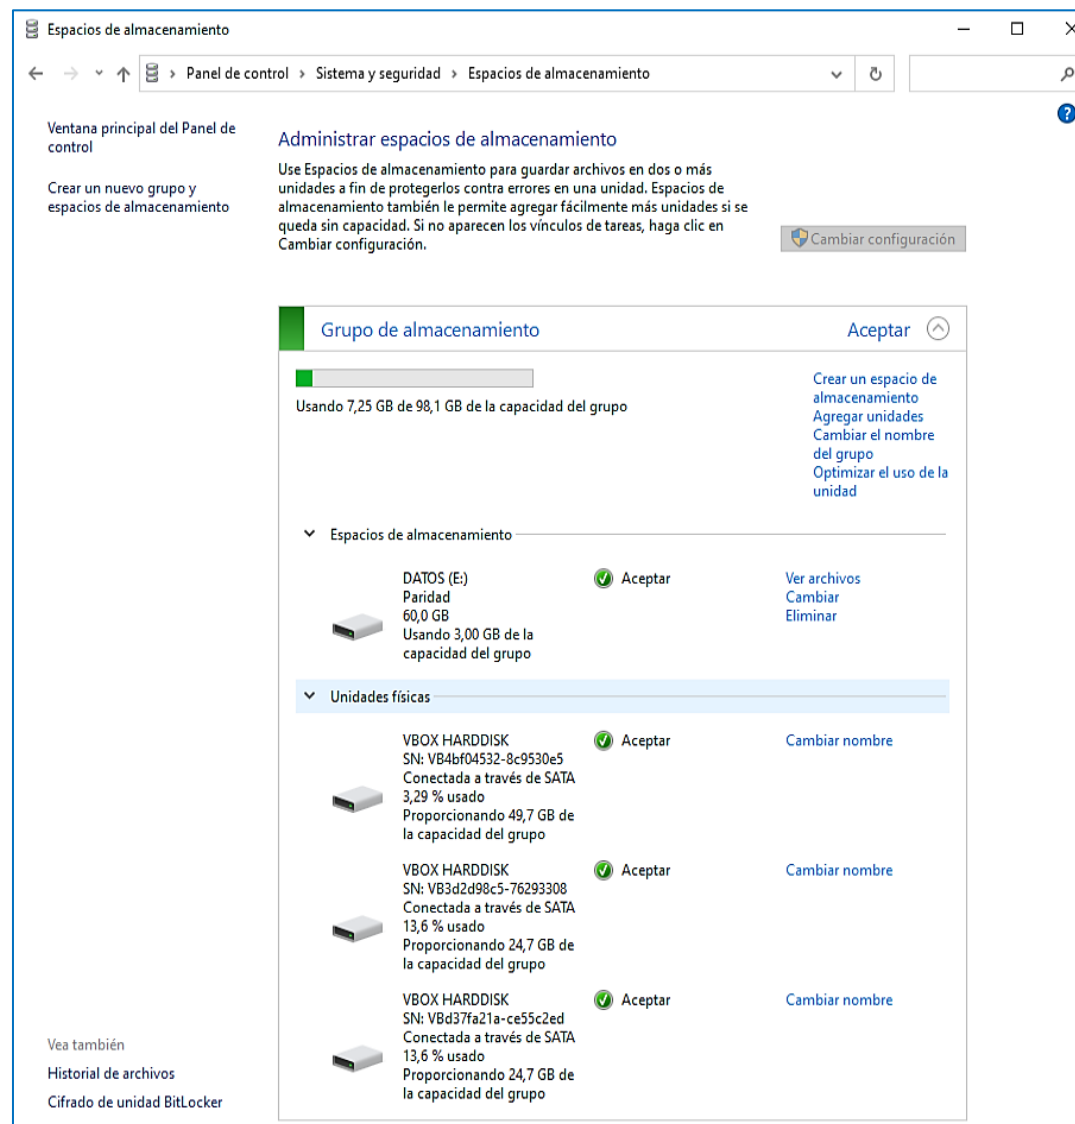 Espacios de almacenamiento
Panel de control > Sistema y seguridad > Espacios de almacenamiento
Ventana principal del Panel de
control
Crear un nuevo grupo y
espacios de almacenamiento
Administrar espacios de almacenamiento
Use Espacios de almacenamiento para guardar archivos en dos o más
unidades a fin de protegerlos contra errores en una unidad. Espacios de
almacenamiento también le permite agregar fácilmente más unidades si se
queda sin capacidad. Si no aparecen los vínculos de tareas, haga clic en
Cambiar configuración.
Cambiar configuración
Grupo de almacenamiento
Aceptar
Usando 7,25 GB de 98,1 GB de la capacidad del grupo
Crear un espacio de
almacenamiento
Agregar unidades
Cambiar el nombre
del grupo
Optimizar el uso de la
unidad
Espacios de almacenamiento
DATOS (E:)
Paridad
60,0 GB
Usando 3,00 GB de la
capacidad del grupo
Aceptar
Ver archivos
Cambiar
Eliminar
Unidades físicas
VBOX HARDDISK
SN: VB4bf04532-8c9530e5
Conectada a través de SATA
3,29 % usado
Proporcionando 49,7 GB de
la capacidad del grupo
Aceptar
Cambiar nombre
VBOX HARDDISK
SN: VB3d2d98c5-76293308
Conectada a través de SATA
13,6 % usado
Proporcionando 24,7 GB de
la capacidad del grupo
Aceptar
Cambiar nombre
VBOX HARDDISK
SN: VBd37fa21a-ce55c2ed
Conectada a través de SATA
13,6 % usado
Proporcionando 24,7 GB de
la capacidad del grupo
Aceptar
Cambiar nombre
Vea también
Historial de archivos
Cifrado de unidad BitLocker